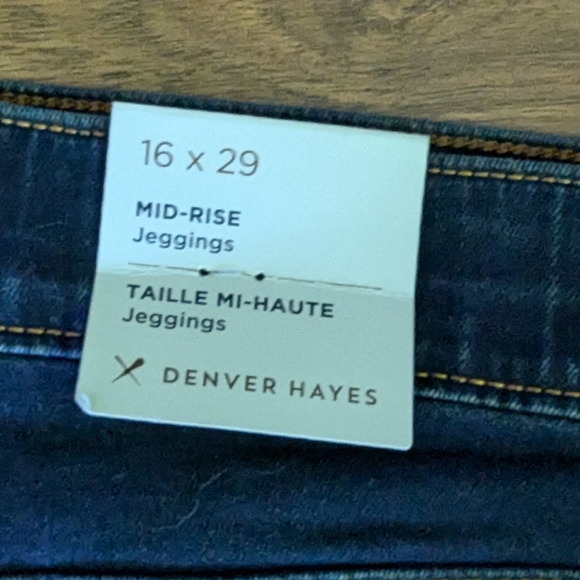 16 x 29
MID-RISE
Jeggings
TAILLE MI-HAUTE
Jeggings
DENVER HAYES